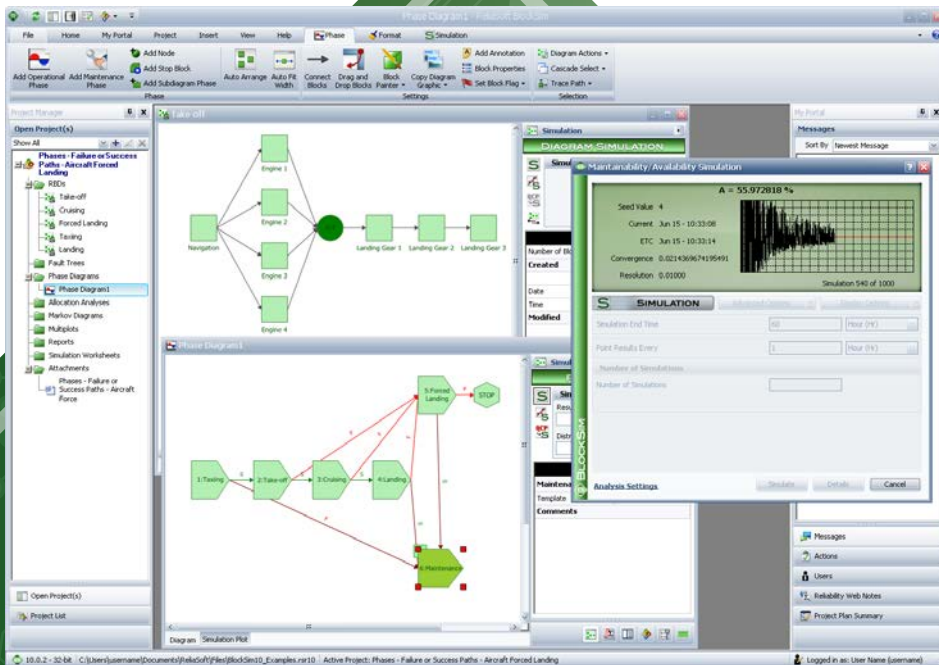 Phase Diagram1 - ReliaSoft BlockSim
File Home My Portal Project Insert View Help Phase Format Simulation
Add Operational Phase
Add Maintenance Phase
Add Node
Add Stop Block
Add Subdiagram Phase
Auto Arrange
Auto Fit Width
Connect Blocks
Drag and Drop Blocks
Block Painter
Copy Diagram Graphic
Add Annotation
Block Properties
Set Block Flag
Diagram Actions
Cascade Select
Trace Path
Phase
Settings
Selection
Project Manager
Open Project(s)
Show All
Phases - Failure or Success
Paths - Aircraft Forced
Landing
RBDs
Take-off
Cruising
Forced Landing
Taxiing
Landing
Fault Trees
Phase Diagrams
Phase Diagram1
Allocation Analyses
Markov Diagrams
Multiplots
Reports
Simulation Worksheets
Attachments
Phases - Failure or
Success Paths - Aircraft
Force
Open Project(s)
Project List
Take-off
Engine 1
Engine 2
Engine 3
Engine 4
Navigation
Landing Gear 1
Landing Gear 2
Landing Gear 3
Simulation
DIAGRAM SIMULATION
Number of Bl
Created
Date
Time
Modified
Phase Diagram1
5:Forced
Landing
STOP
1:Taxiing
2:Take-off
3:Cruising
4:Landing
6:Maintenance
Diagram
Simulation Plot
Maintena
Template
Comments
My Portal
Messages
Sort By Newest Message
Maintainability/Availability Simulation
A = 55.972818 %
Seed Value 4
Current Jun 15 - 10:33:08
ETC Jun 15 - 10:33:14
Convergence 0.0214369674195491
Resolution 0.01000
Simulation 540 of 1000
SIMULATION
Simulation End Time 60 Hour (Hr)
Point Results Every 1 Hour (Hr)
Number of Simulations
Number of Simulations
BLOCKSIM
Analysis Settings
Simulate
Details
Cancel
Messages
Actions
Users
Reliability Web Notes
Project Plan Summary
10.0.2 - 32-bit C:\Users\username\Documents\ReliaSoft\Files\BlockSim10_Examples.rsr10 Active Project: Phases - Failure or Success Paths - Aircraft Forced Landing
Logged in as: User Name (username)